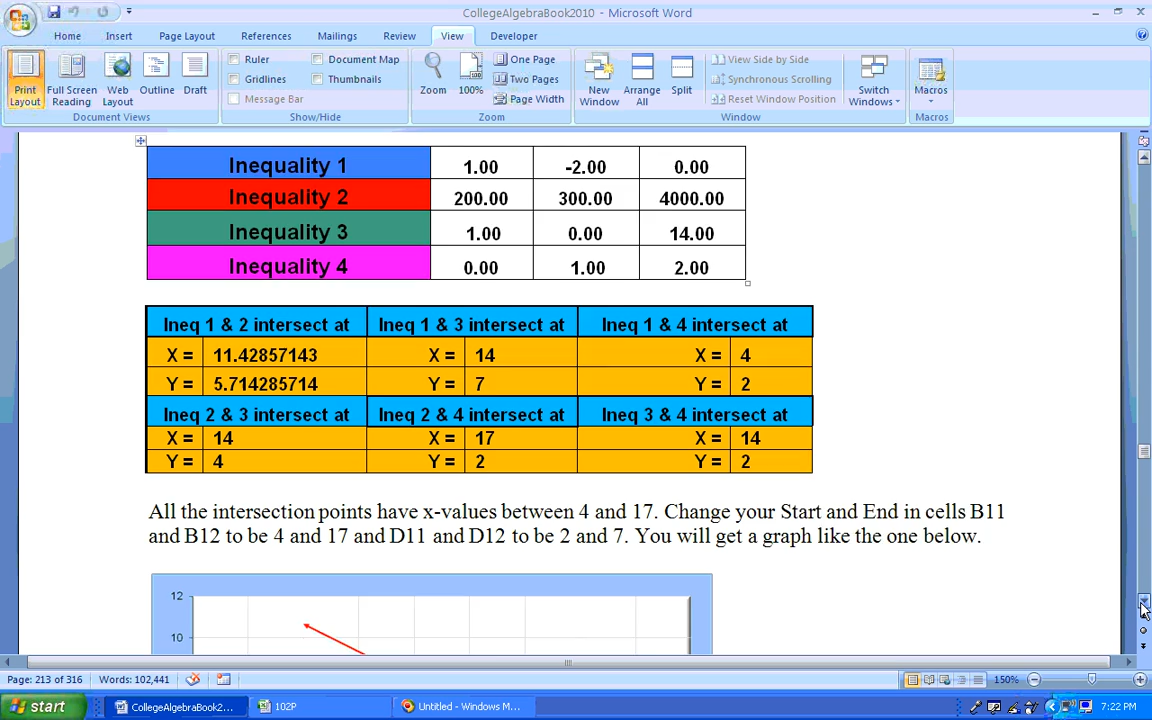 CollegeAlgebraBook2010 - Microsoft Word
Home Insert Page Layout References Mailings Review View Developer
Print Layout Full Screen Reading Web Layout Outline Draft
Document Views
Ruler Document Map
Gridlines Thumbnails
Message Bar
Show/Hide
Zoom 100% One Page
Two Pages
Page Width
Zoom
New Window Arrange All Split View Side by Side
Synchronous Scrolling
Reset Window Position
Switch Windows
Window
Macros
Macros
Inequality 1 1.00 -2.00 0.00
Inequality 2 200.00 300.00 4000.00
Inequality 3 1.00 0.00 14.00
Inequality 4 0.00 1.00 2.00
Ineq 1 & 2 intersect at Ineq 1 & 3 intersect at Ineq 1 & 4 intersect at
X = 11.42857143 X = 14 X = 4
Y = 5.714285714 Y = 7 Y = 2
Ineq 2 & 3 intersect at Ineq 2 & 4 intersect at Ineq 3 & 4 intersect at
X = 14 X = 17 X = 14
Y = 4 Y = 2 Y = 2
All the intersection points have x-values between 4 and 17. Change your Start and End in cells B11
and B12 to be 4 and 17 and D11 and D12 to be 2 and 7. You will get a graph like the one below.
12
10
Page: 213 of 316 Words: 102,441 150%
start CollegeAlgebraBook2... 102P Untitled - Windows M... 7:22 PM